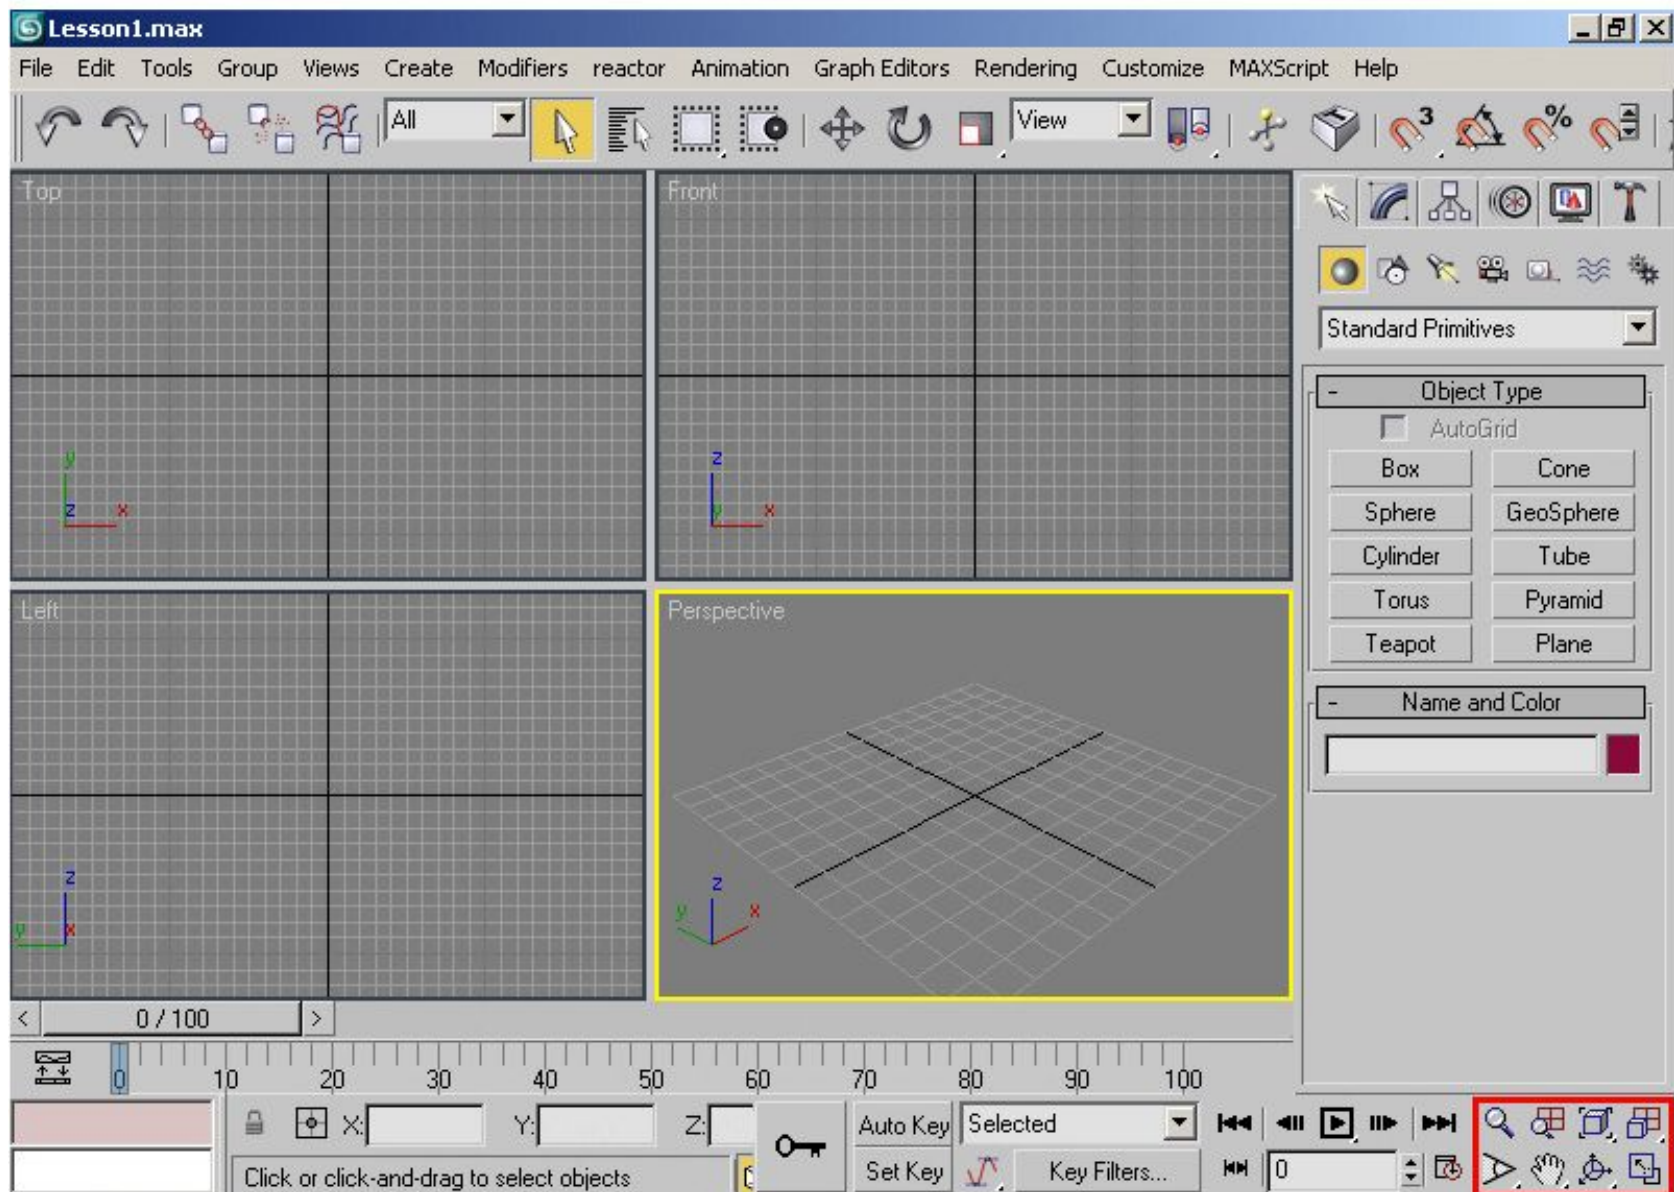 Lesson1.max
File Edit Tools Group Views Create Modifiers reactor Animation Graph Editors Rendering Customize MAXScript Help
All
View
3
%
Top
Front
Left
Perspective
y
z x
z
y x
z
y x
z
y x
Standard Primitives
- Object Type
AutoGrid
Box Cone
Sphere GeoSphere
Cylinder Tube
Torus Pyramid
Teapot Plane
- Name and Color
< 0 / 100 >
0 10 20 30 40 50 60 70 80 90 100
X: Y: Z:
Auto Key Selected
Click or click-and-drag to select objects
Set Key Key Filters... 0